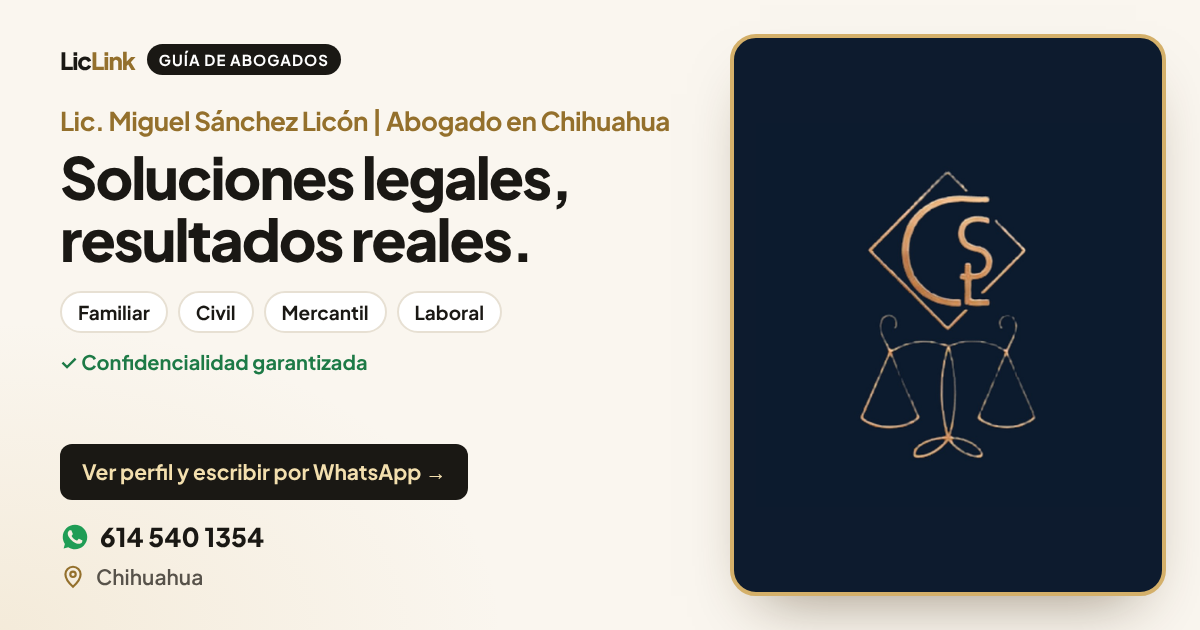 LicLink GUÍA DE ABOGADOS
Lic. Miguel Sánchez Licón | Abogado en Chihuahua
Soluciones legales,
resultados reales.
Familiar Civil Mercantil Laboral
✓ Confidencialidad garantizada
Ver perfil y escribir por WhatsApp →
614 540 1354
Chihuahua